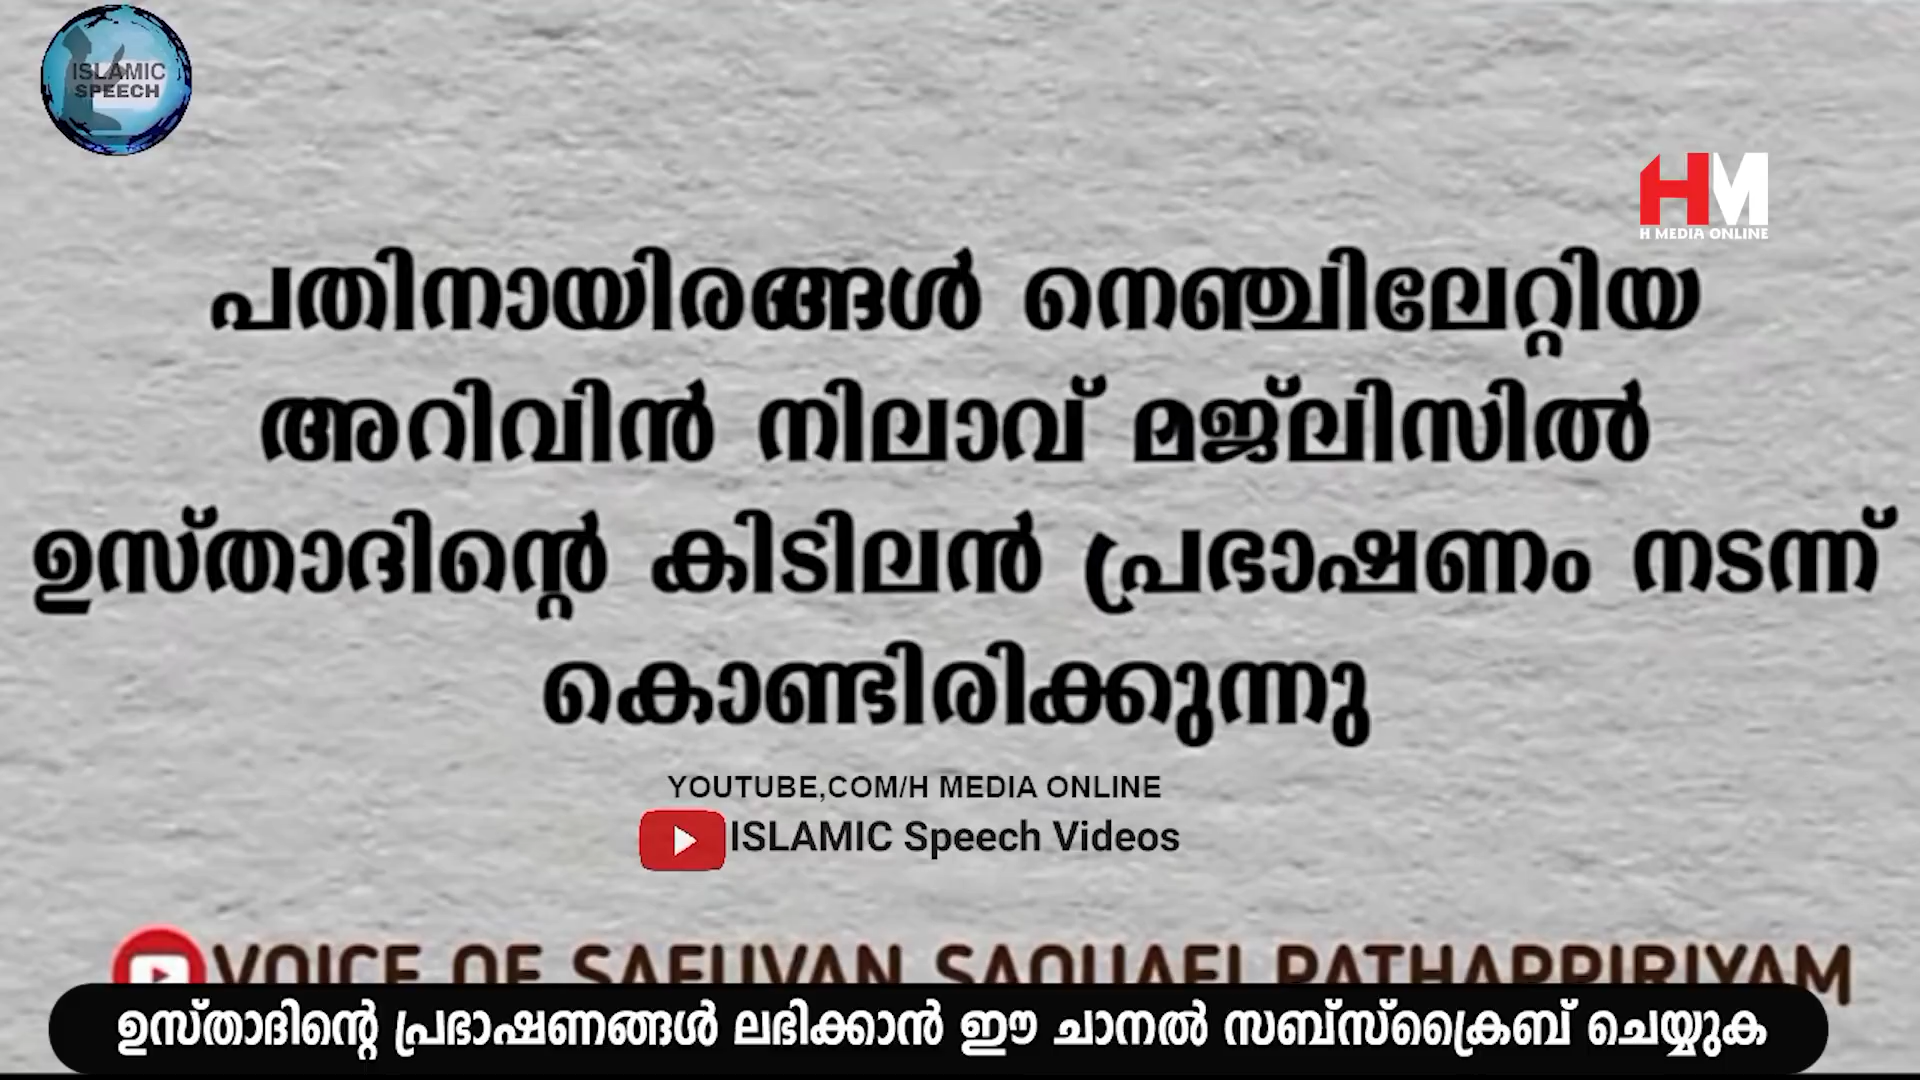 ISLAMIC
SPEECH
HM
H MEDIA ONLINE
പതിനായിരങ്ങൾ നെഞ്ചിലേറ്റിയ
അറിവിൻ നിലാവ് മജ്ലിസിൽ
ഉസ്താദിന്റെ കിടിലൻ പ്രഭാഷണം നടന്ന്
കൊണ്ടിരിക്കുന്നു
YOUTUBE,COM/H MEDIA ONLINE
ISLAMIC Speech Videos
VOICE OF SAFUVAN SAQUAFI PATHAPPIRIYAM
ഉസ്താദിന്റെ പ്രഭാഷണങ്ങൾ ലഭിക്കാൻ ഈ ചാനൽ സബ്സ്ക്രൈബ് ചെയ്യുക